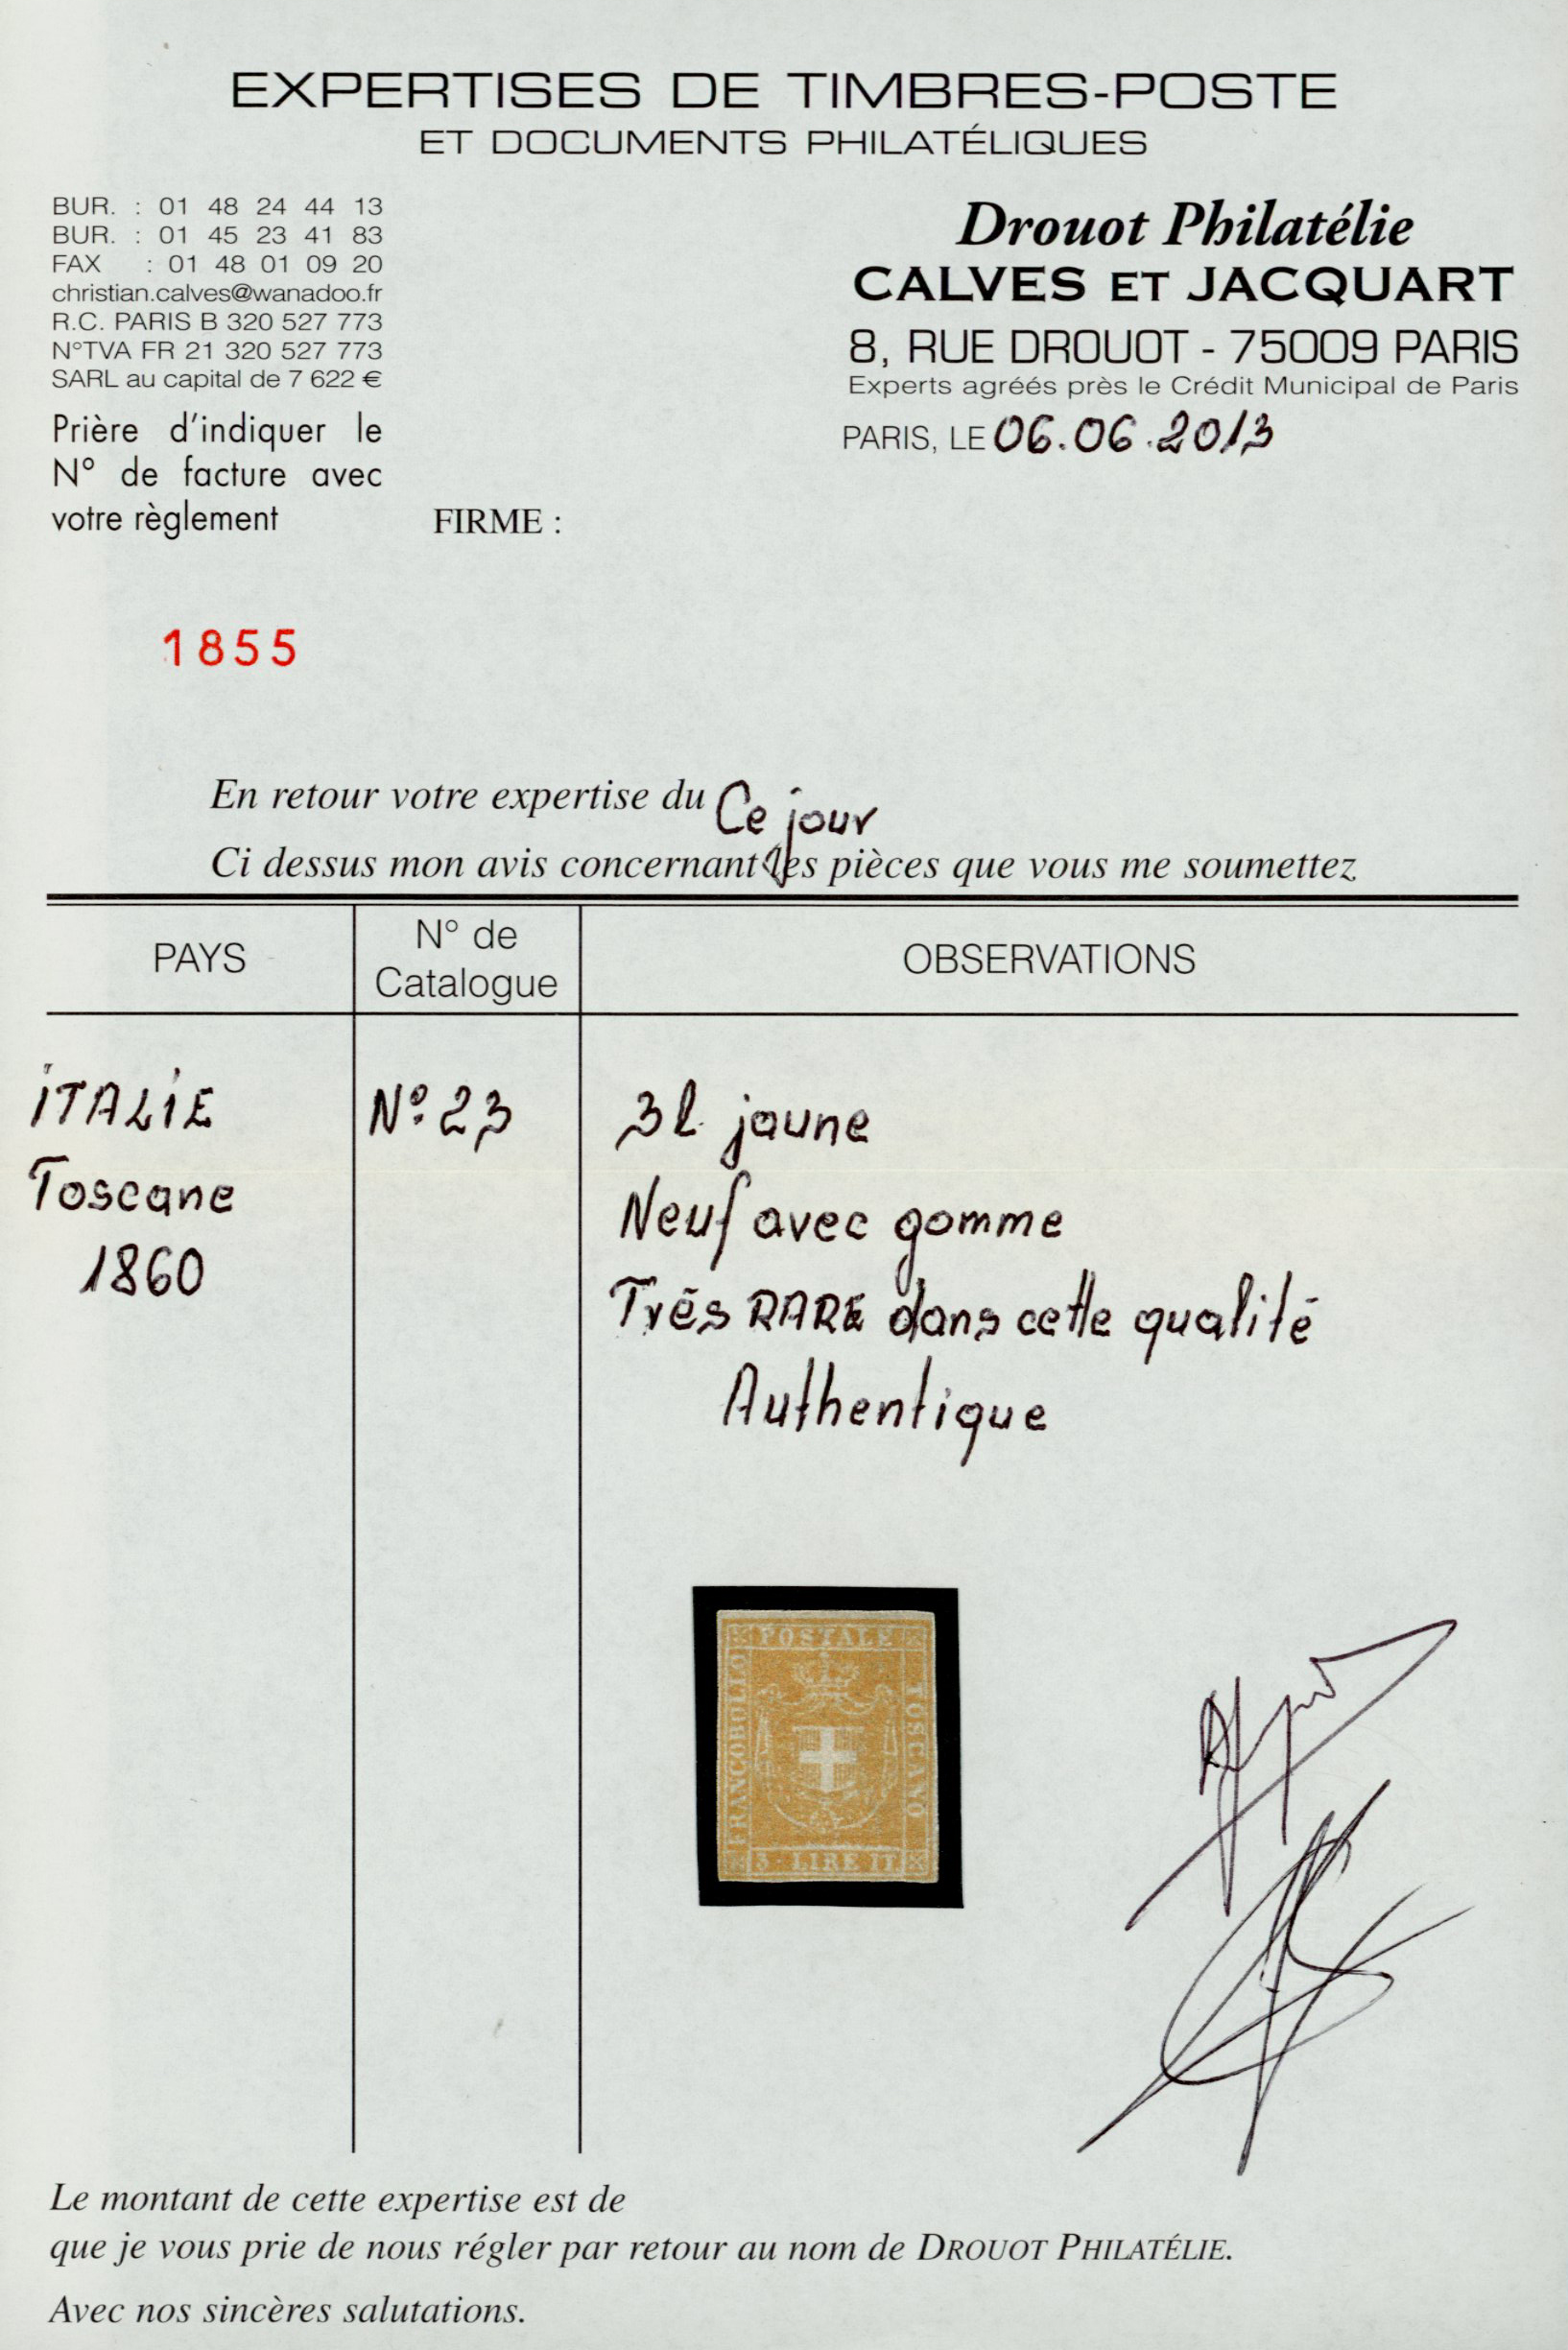 EXPERTISES DE TIMBRES-POSTE
ET DOCUMENTS PHILATÉLIQUES
BUR. : 01 48 24 44 13
BUR. : 01 45 23 41 83
FAX : 01 48 01 09 20
christian.calves@wanadoo.fr
R.C. PARIS B 320 527 773
N°TVA FR 21 320 527 773
SARL au capital de 7 622 €
Prière d'indiquer le
N° de facture avec
votre règlement
Drouot Philatélie
CALVES ET JACQUART
8, RUE DROUOT - 75009 PARIS
Experts agréés près le Crédit Municipal de Paris
PARIS, LE 06.06.2013
FIRME :
1855
En retour votre expertise du Ce jour
Ci dessus mon avis concernant les pièces que vous me soumettez
PAYS
N° de
Catalogue
OBSERVATIONS
ITALIE
Toscane
1860
N° 23
3l. jaune
Neuf avec gomme
Très RARE dans cette qualité
Authentique
POSTALE
FRANCOBOLLO
TOSCANO
3 LIRE IT
Le montant de cette expertise est de
que je vous prie de nous régler par retour au nom de DROUOT PHILATÉLIE.
Avec nos sincères salutations.